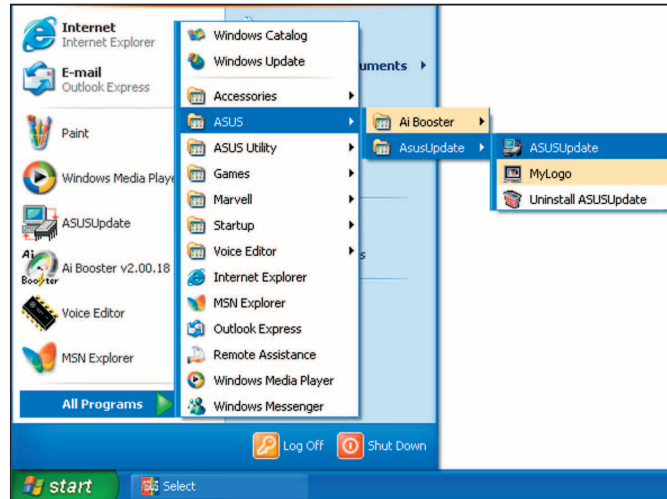 Internet
Internet Explorer
E-mail
Outlook Express
Paint
Windows Media Playe
ASUSUpdate
Ai Booster
Ai Booster v2.00.18
Voice Editor
MSN Explorer
All Programs
Windows Catalog
Windows Update
Accessories
ASUS
ASUS Utility
Games
Marvell
Startup
Voice Editor
Internet Explorer
MSN Explorer
Outlook Express
Remote Assistance
Windows Media Player
Windows Messenger
uments
s
Ai Booster
AsusUpdate
ASUSUpdate
MyLogo
Uninstall ASUSUpdate
Log Off
Shut Down
start
Select